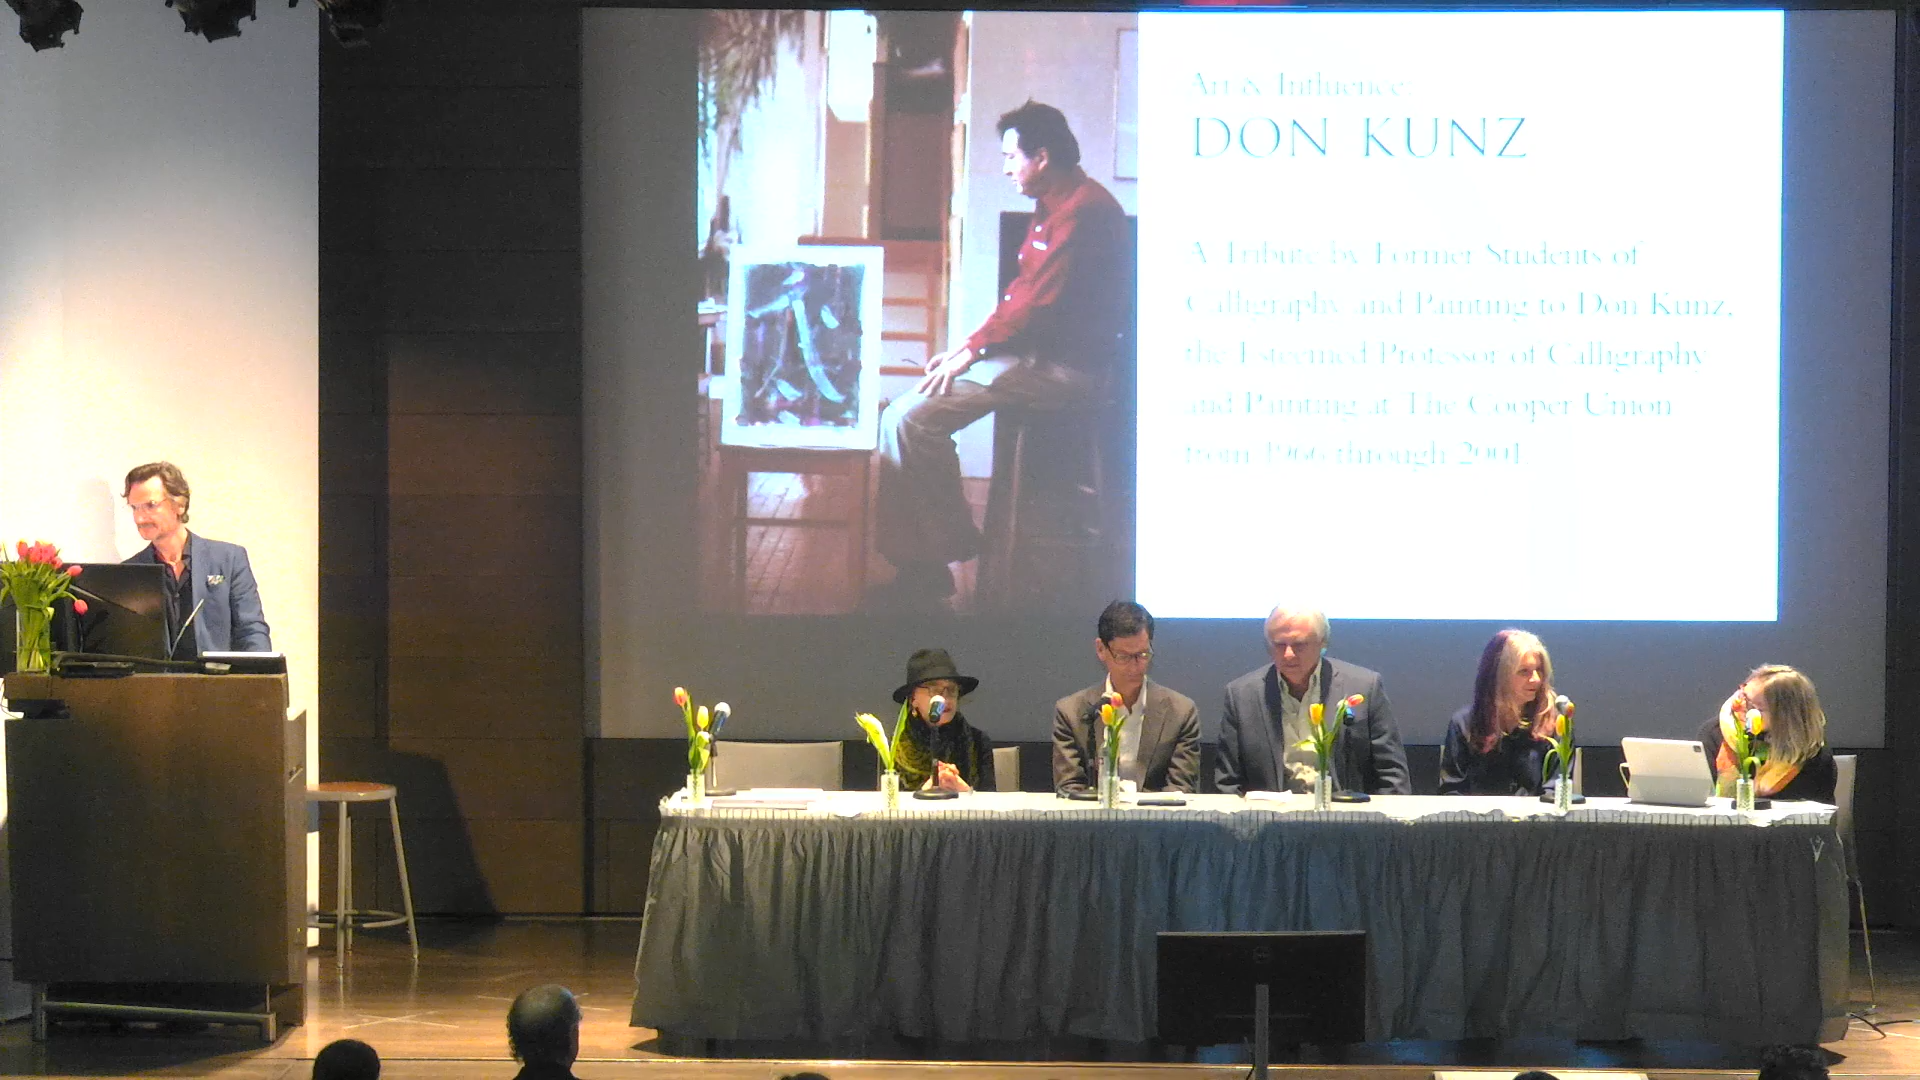 Art & Influence:
DON KUNZ
A Tribute by Former Students of
Calligraphy and Painting to Don Kunz,
the Esteemed Professor of Calligraphy
and Painting at The Cooper Union
from 1966 through 2001.